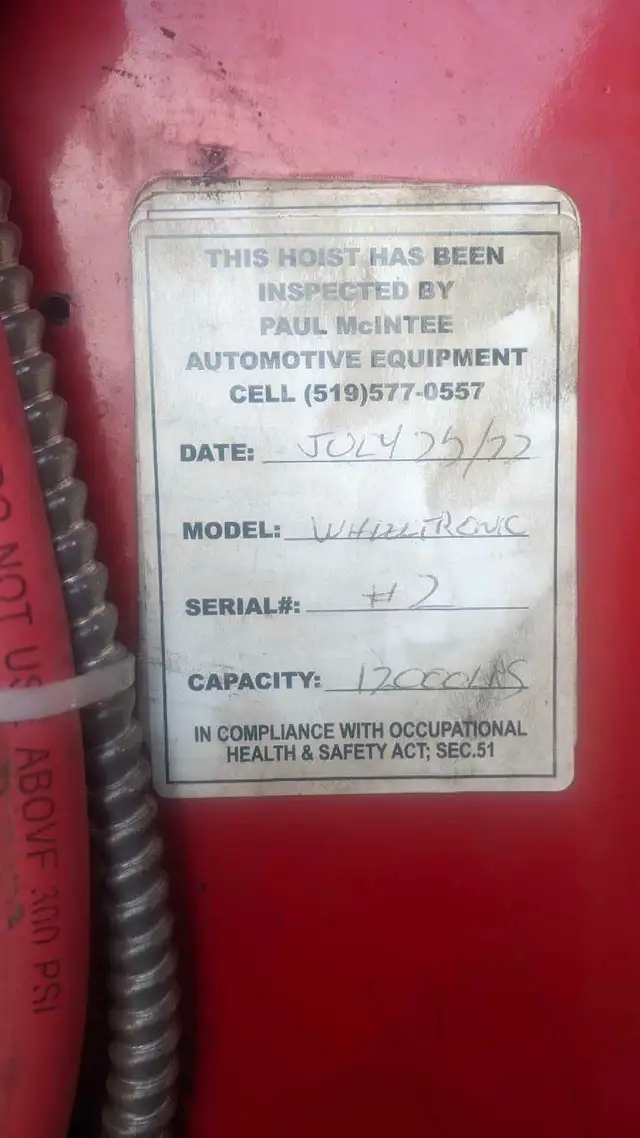 THIS HOIST HAS BEEN
INSPECTED BY
PAUL McINTEE
AUTOMOTIVE EQUIPMENT
CELL (519)577-0557
DATE: JULY 25/22
MODEL: WHEELTRONIC
SERIAL#: #2
CAPACITY: 12000LBS
IN COMPLIANCE WITH OCCUPATIONAL
HEALTH & SAFETY ACT; SEC.51
DO NOT USE ABOVE 300 PSI